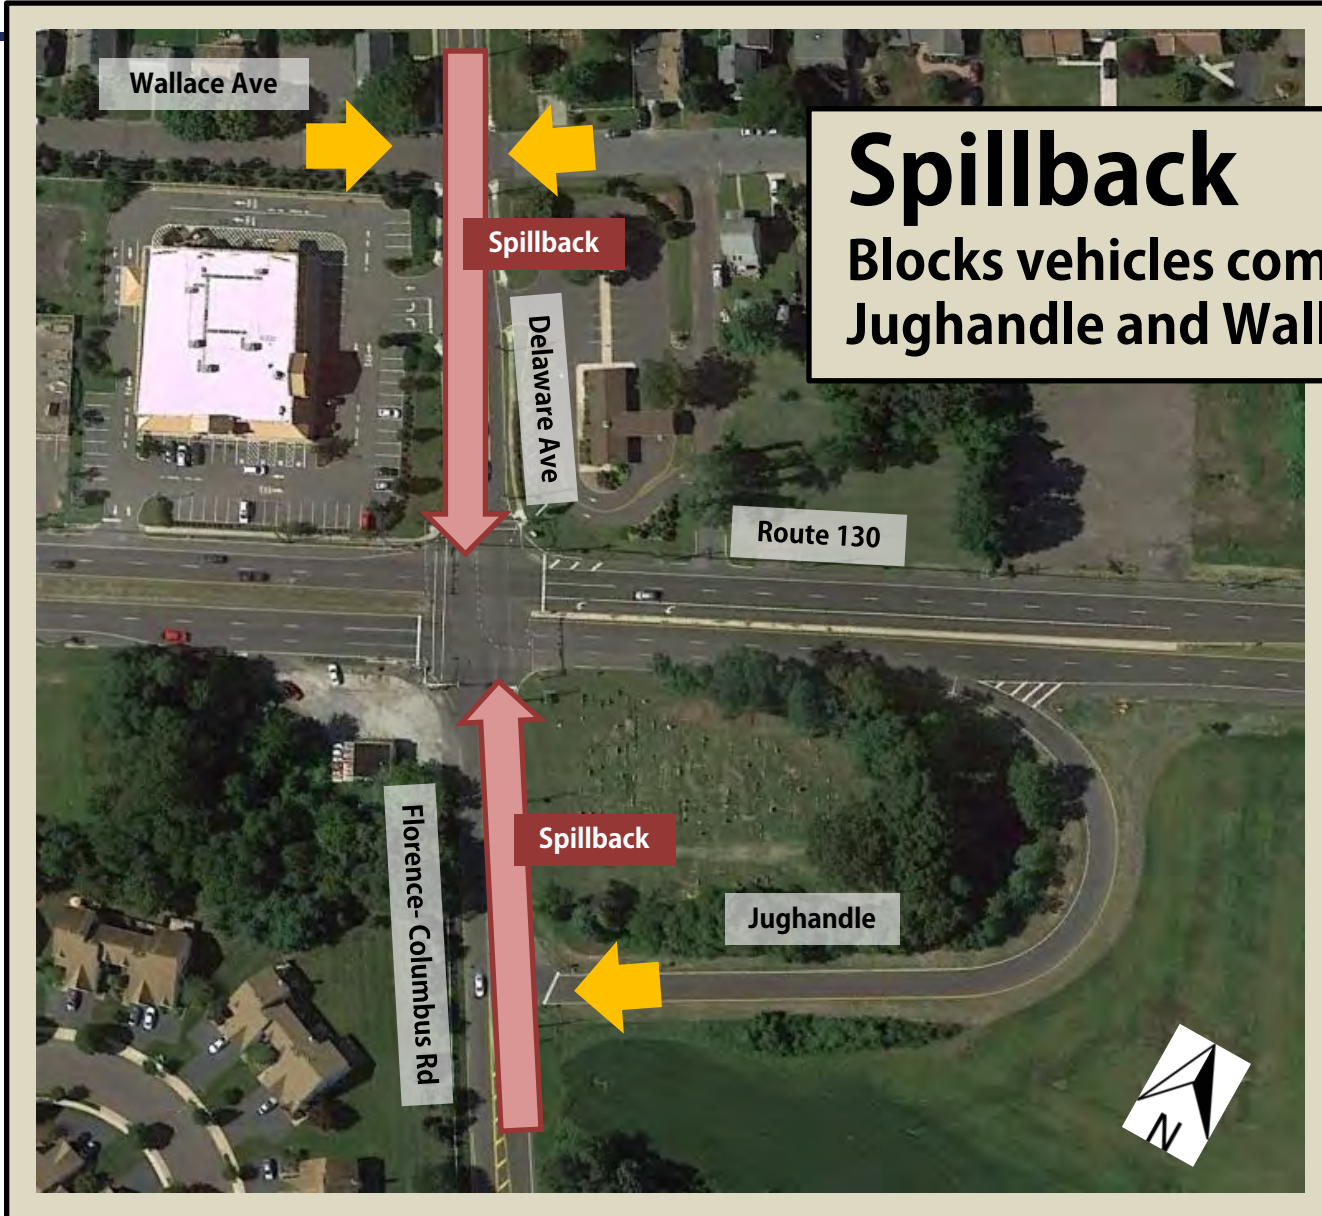 Wallace Ave
Spillback
Blocks vehicles com
Jughandle and Wall
Spillback
Delaware Ave
Route 130
Spillback
Florence- Columbus Rd
Jughandle
N